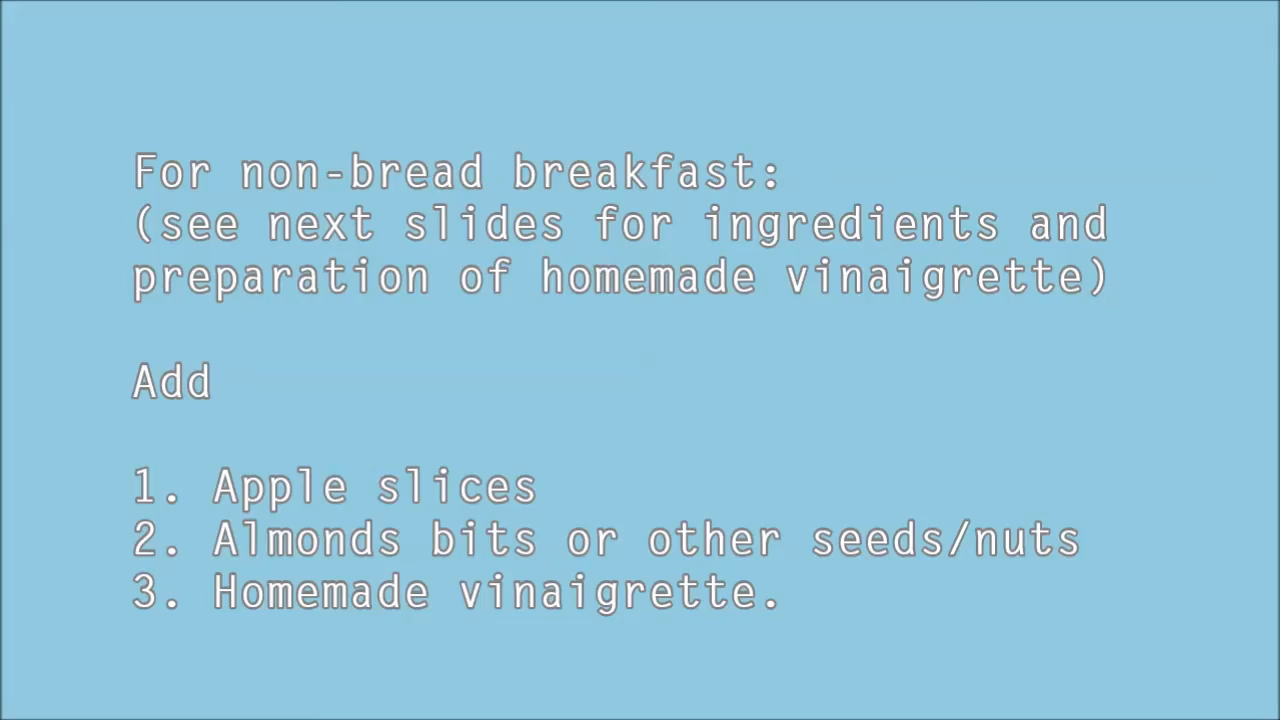 For non-bread breakfast:
(see next slides for ingredients and
preparation of homemade vinaigrette)
Add
1. Apple slices
2. Almonds bits or other seeds/nuts
3. Homemade vinaigrette.